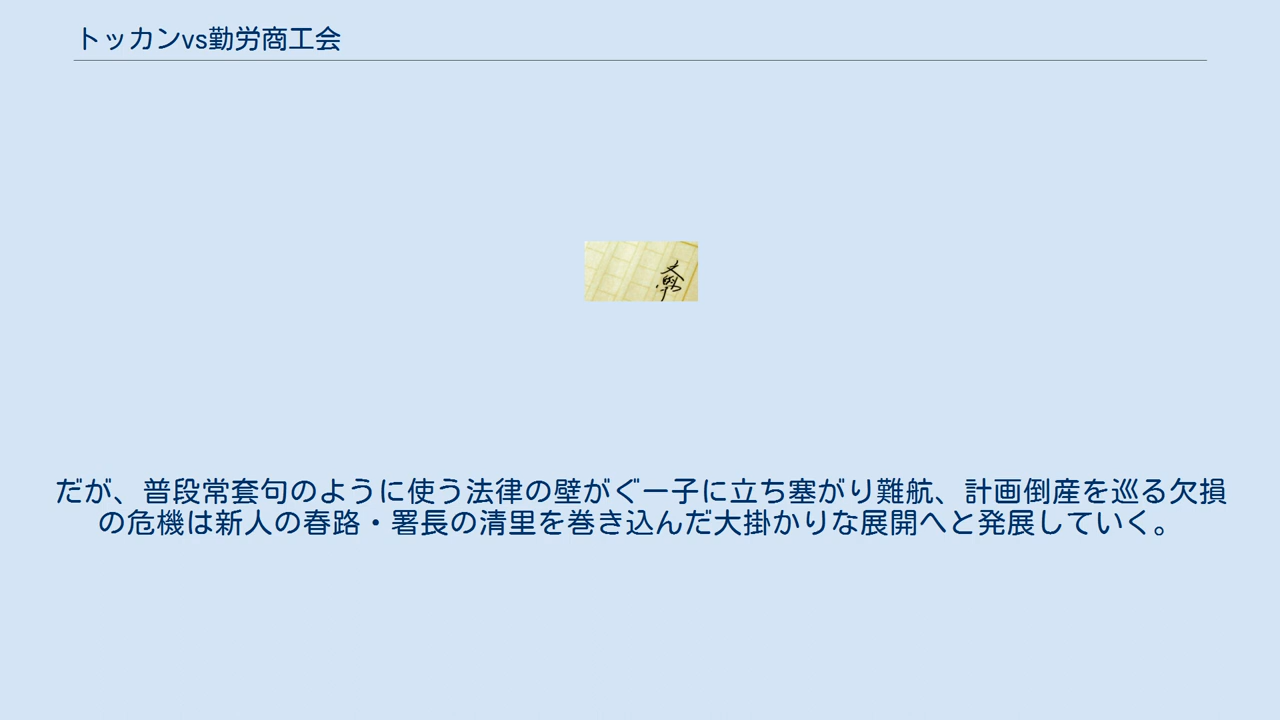 トッカンvs勤労商工会
だが、普段常套句のように使う法律の壁がぐー子に立ち塞がり難航、計画倒産を巡る欠損
の危機は新人の春路・署長の清里を巻き込んだ大掛かりな展開へと発展していく。